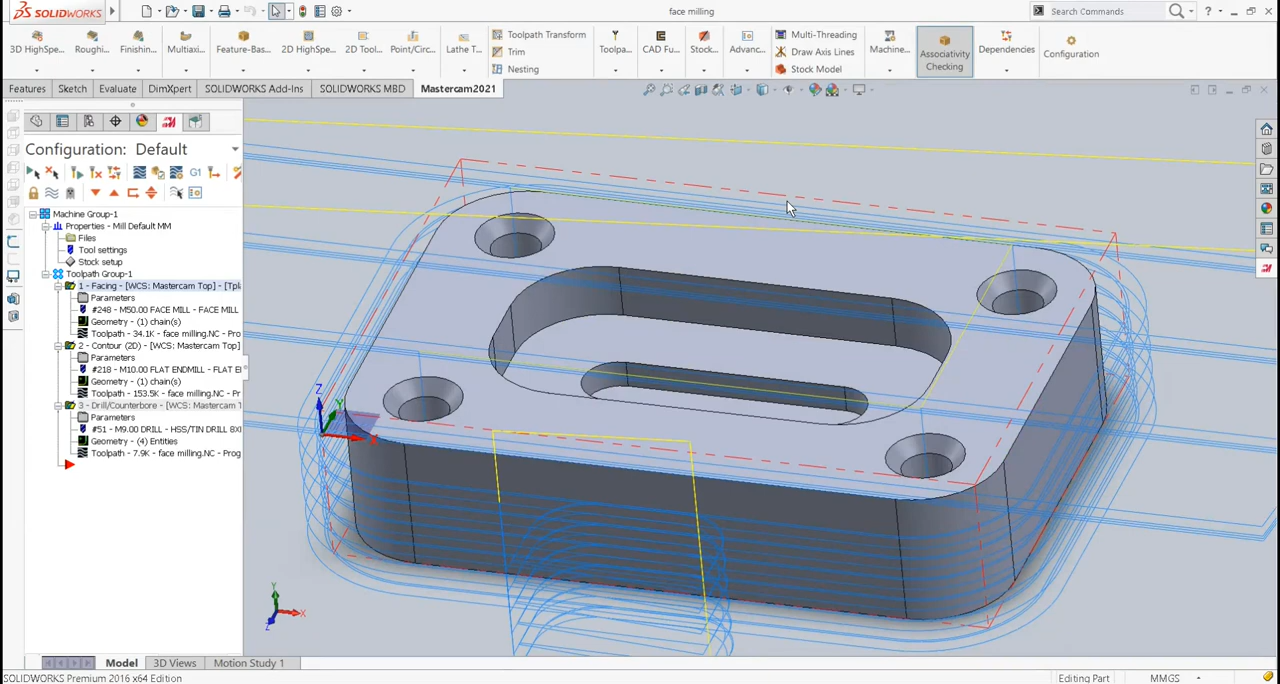 SOLIDWORKS
face milling
Search Commands
3D HighSpe...
Roughi...
Finishin...
Multiaxi...
Feature-Bas...
2D HighSpe...
2D Tool...
Point/Circ...
Lathe T...
Toolpath Transform
Trim
Nesting
Toolpa...
CAD Fu...
Stock...
Advanc...
Multi-Threading
Draw Axis Lines
Stock Model
Machine...
Associativity
Checking
Dependencies
Configuration
Features
Sketch
Evaluate
DimXpert
SOLIDWORKS Add-Ins
SOLIDWORKS MBD
Mastercam2021
Configuration: Default
G1
Machine Group-1
Properties - Mill Default MM
Files
Tool settings
Stock setup
Toolpath Group-1
1 - Facing - [WCS: Mastercam Top] - [Tpl
Parameters
#248 - M50.00 FACE MILL - FACE MILL
Geometry - (1) chain(s)
Toolpath - 34.1K - face milling.NC - Pro
2 - Contour (2D) - [WCS: Mastercam Top]
Parameters
#218 - M10.00 FLAT ENDMILL - FLAT E
Geometry - (1) chain(s)
Toolpath - 153.5K - face milling.NC - Pro
3 - Drill/Counterbore - [WCS: Mastercam T
Parameters
#51 - M9.00 DRILL - HSS/TIN DRILL 8X
Geometry - (4) Entities
Toolpath - 7.9K - face milling.NC - Prog
Z
Y
X
Y
X
Z
Model
3D Views
Motion Study 1
SOLIDWORKS Premium 2016 x64 Edition
Editing Part
MMGS